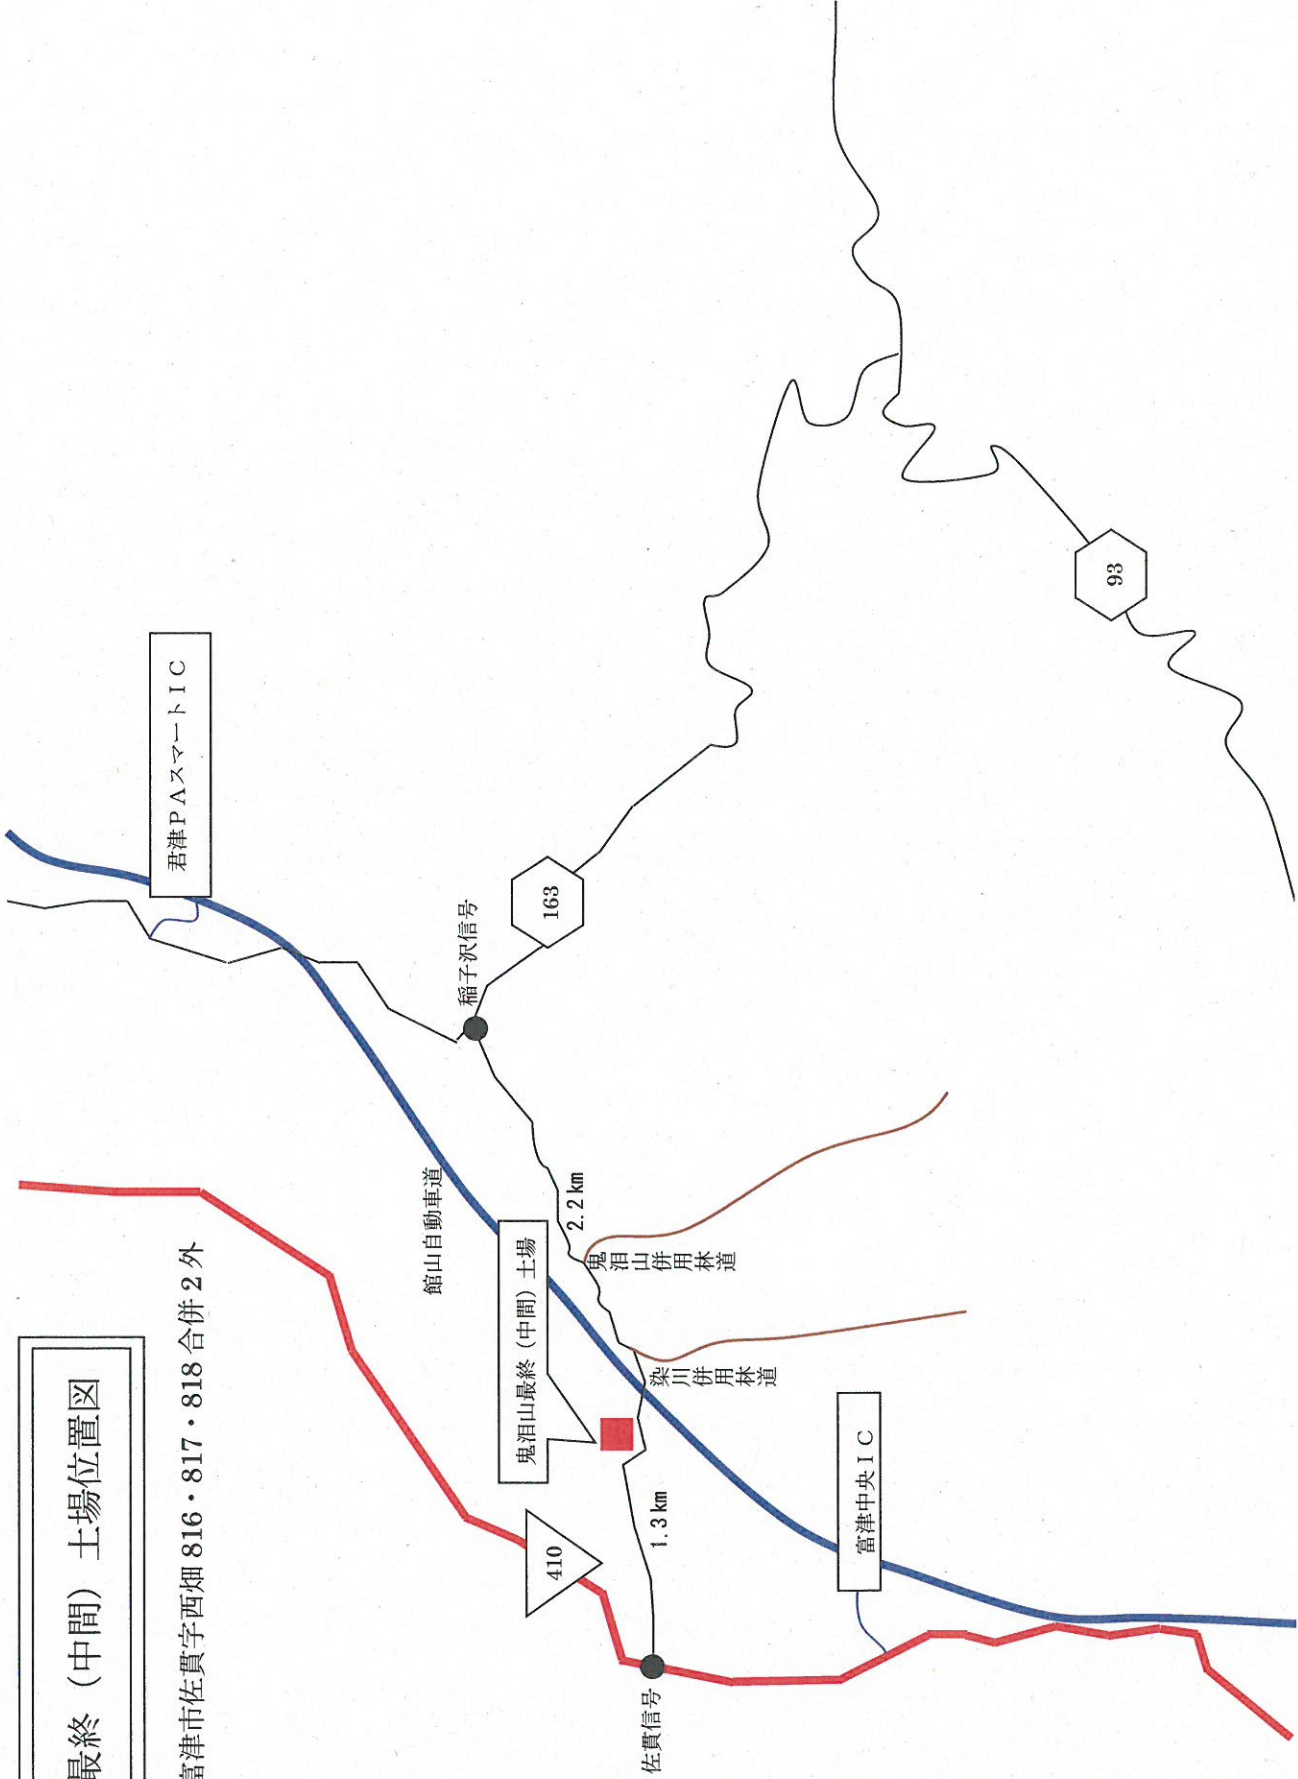 最終（中間）土場位置図
富津市佐貫字西畑816・817・818合併2外
君津PAスマートIC
館山自動車道
稲子沢信号
163
93
2.2km
鬼泪山最終（中間）土場
鬼泪山併用林道
染川併用林道
410
1.3km
佐貫信号
富津中央IC